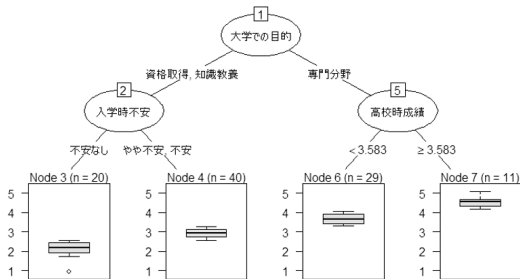 1
大学での目的
資格取得, 知識教養
専門分野
2
入学時不安
5
高校時成績
不安なし
やや不安, 不安
< 3.583
≥ 3.583
Node 3 (n = 20)
Node 4 (n = 40)
Node 6 (n = 29)
Node 7 (n = 11)
5
4
3
2
1
5
4
3
2
1
5
4
3
2
1
5
4
3
2
1